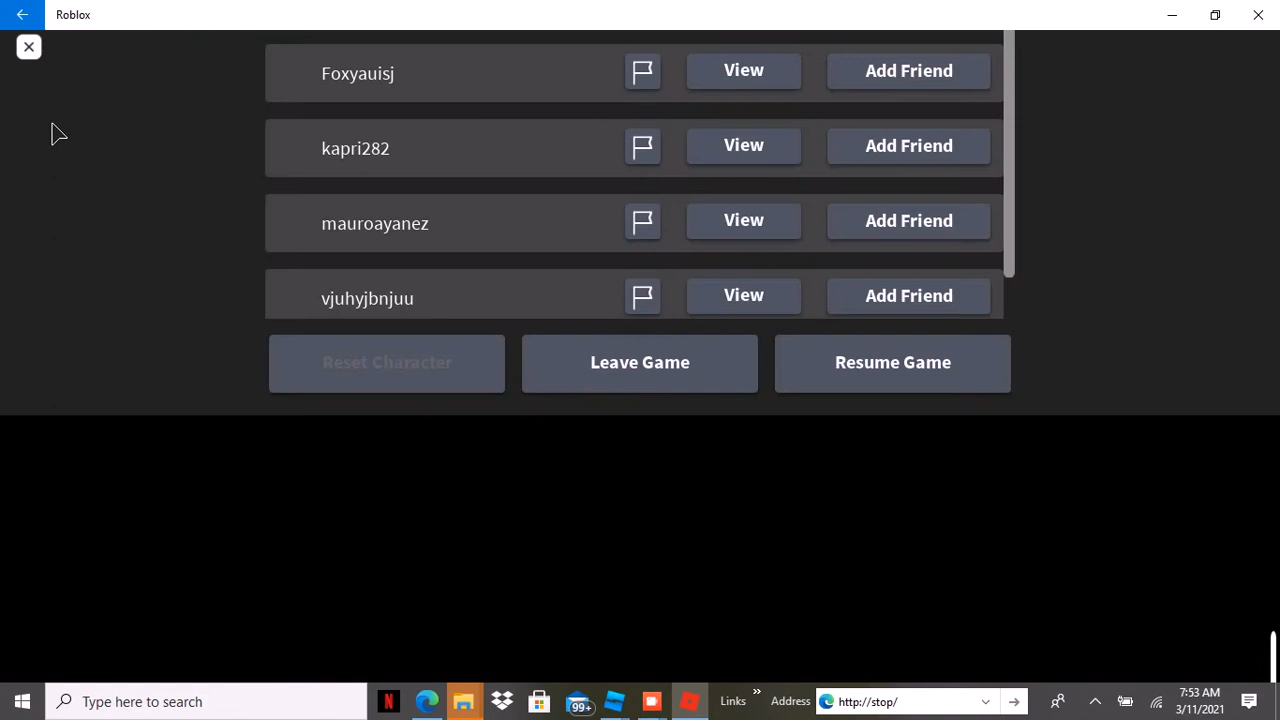 Roblox
Foxyauisj View Add Friend
kapri282 View Add Friend
mauroayanez View Add Friend
vjuhyjbnjuu View Add Friend
Reset Character Leave Game Resume Game
Type here to search N 99+ Links » Address http://stop/ 7:53 AM
3/11/2021